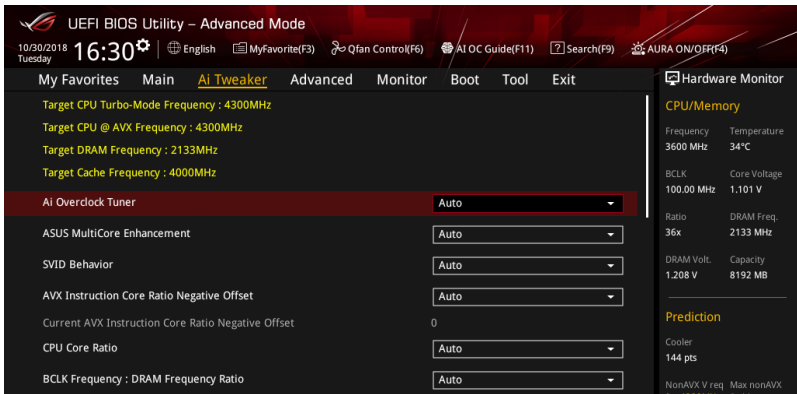 UEFI BIOS Utility – Advanced Mode
10/30/2018 Tuesday 16:30 English MyFavorite(F3) Qfan Control(F6) AI OC Guide(F11) Search(F9) AURA ON/OFF(F4)
My Favorites Main Ai Tweaker Advanced Monitor Boot Tool Exit
Target CPU Turbo-Mode Frequency : 4300MHz
Target CPU @ AVX Frequency : 4300MHz
Target DRAM Frequency : 2133MHz
Target Cache Frequency : 4000MHz
Ai Overclock Tuner Auto
ASUS MultiCore Enhancement Auto
SVID Behavior Auto
AVX Instruction Core Ratio Negative Offset Auto
Current AVX Instruction Core Ratio Negative Offset 0
CPU Core Ratio Auto
BCLK Frequency : DRAM Frequency Ratio Auto
Hardware Monitor
CPU/Memory
Frequency Temperature
3600 MHz 34°C
BCLK Core Voltage
100.00 MHz 1.101 V
Ratio DRAM Freq.
36x 2133 MHz
DRAM Volt. Capacity
1.208 V 8192 MB
Prediction
Cooler
144 pts
NonAVX V req Max nonAVX